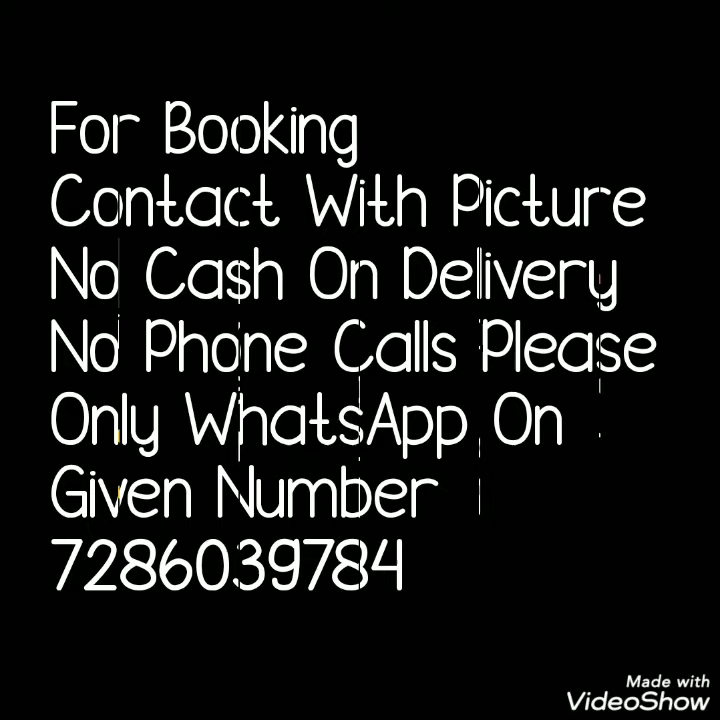 For Booking
Contact With Picture
No Cash On Delivery
No Phone Calls Please
Only WhatsApp On
Given Number
7286039784
Made with
VideoShow